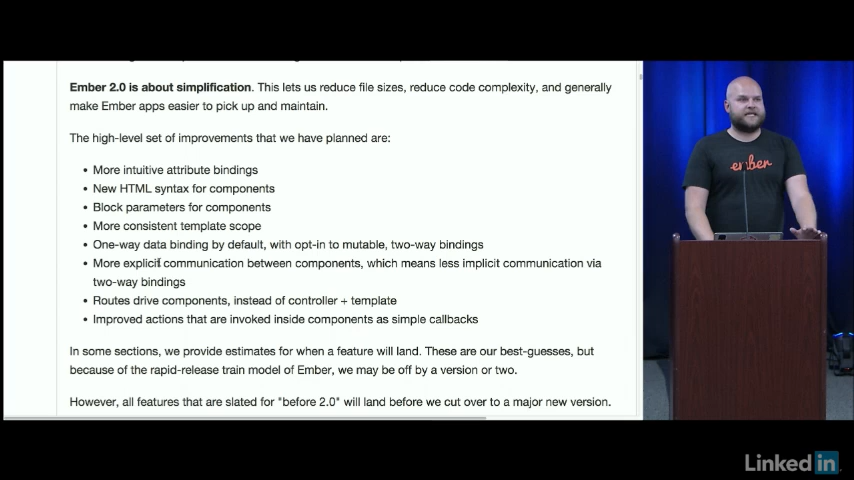 Ember 2.0 is about simplification. This lets us reduce file sizes, reduce code complexity, and generally
make Ember apps easier to pick up and maintain.
The high-level set of improvements that we have planned are:
• More intuitive attribute bindings
• New HTML syntax for components
• Block parameters for components
• More consistent template scope
• One-way data binding by default, with opt-in to mutable, two-way bindings
• More explicit communication between components, which means less implicit communication via
two-way bindings
• Routes drive components, instead of controller + template
• Improved actions that are invoked inside components as simple callbacks
In some sections, we provide estimates for when a feature will land. These are our best-guesses, but
because of the rapid-release train model of Ember, we may be off by a version or two.
However, all features that are slated for "before 2.0" will land before we cut over to a major new version.
ember
Linked in